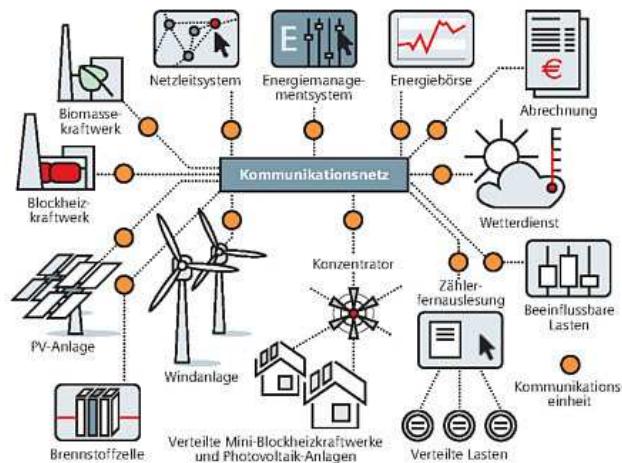 Netzleitsystem
Energiemanage-
mentsystem
E
Energiebörse
€
Abrechnung
Biomasse-
kraftwerk
Kommunikationsnetz
Blockheiz-
kraftwerk
Wetterdienst
PV-Anlage
Windanlage
Konzentrator
Zähler-
fernauslesung
Beeinflussbare
Lasten
Brennstoffzelle
Verteilte Mini-Blockheizkraftwerke
und Photovoltaik-Anlagen
Verteilte Lasten
Kommunikations
einheit